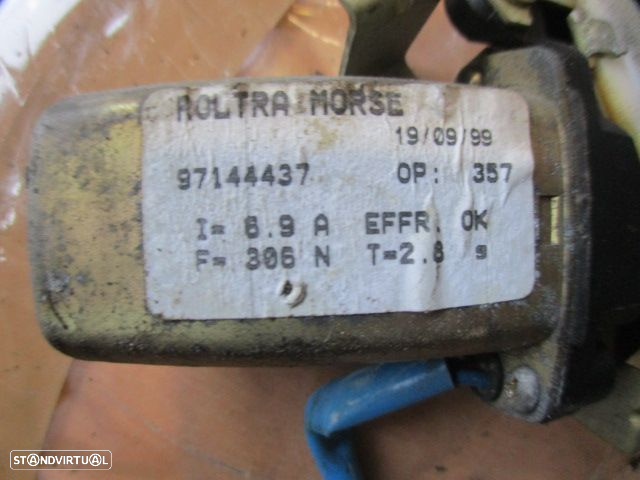 ROLTRA MORSE
19/09/99
97144437 OP: 357
I= 6.9 A EFFR. OK
F= 306 N T=2.8 s
STANDVIRTUAL